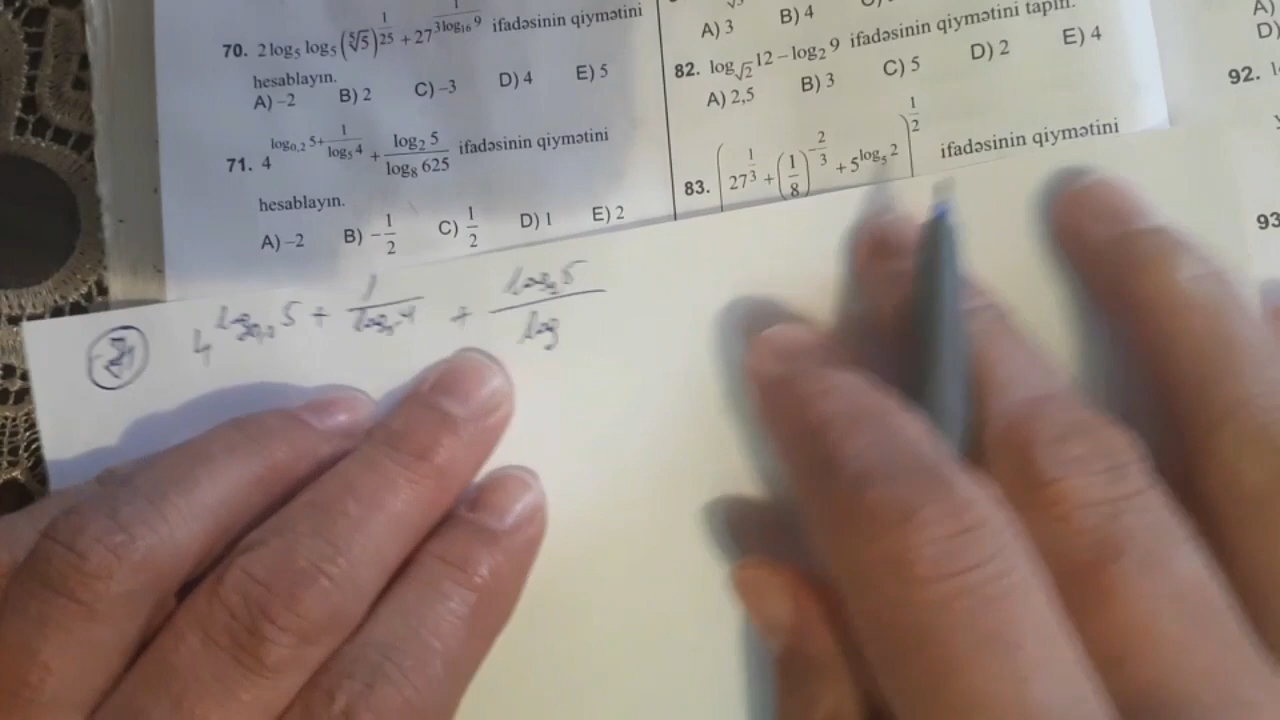 70. 2 log₅ log₅ (⁵√5)^(1/25) + 27^(1/(3 log₁₆ 9)) ifadəsinin qiymətini
hesablayın.
A) –2 B) 2 C) –3 D) 4 E) 5
71. 4^(log₀,₂ 5 + 1/(log₅ 4)) + (log₂ 5)/(log₈ 625) ifadəsinin qiymətini
hesablayın.
A) –2 B) –1/2 C) 1/2 D) 1 E) 2
A) 3 B) 4
82. log_√2 12 – log₂ 9 ifadəsinin qiymətini tapın.
A) 2,5 B) 3 C) 5 D) 2 E) 4
83. (27^(1/3) + (1/8)^(–2/3) + 5^(log₅ 2))^(1/2) ifadəsinin qiymətini
A)
D)
92.
93
71 4^(log₀,₂ 5 + 1/(log₅ 4)) + log₂ 5 / log